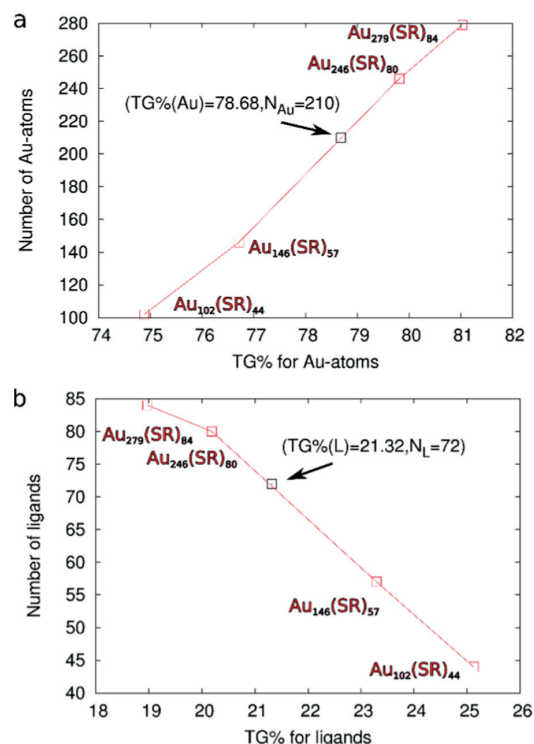 a
280
260
240
220
200
180
160
140
120
100
Number of Au-atoms
Au₂₇₉(SR)₈₄
Au₂₄₆(SR)₈₀
(TG%(Au)=78.68,N_Au=210)
Au₁₄₆(SR)₅₇
Au₁₀₂(SR)₄₄
74 75 76 77 78 79 80 81 82
TG% for Au-atoms
b
85
80
75
70
65
60
55
50
45
40
Number of ligands
Au₂₇₉(SR)₈₄
Au₂₄₆(SR)₈₀
(TG%(L)=21.32,N_L=72)
Au₁₄₆(SR)₅₇
Au₁₀₂(SR)₄₄
18 19 20 21 22 23 24 25 26
TG% for ligands